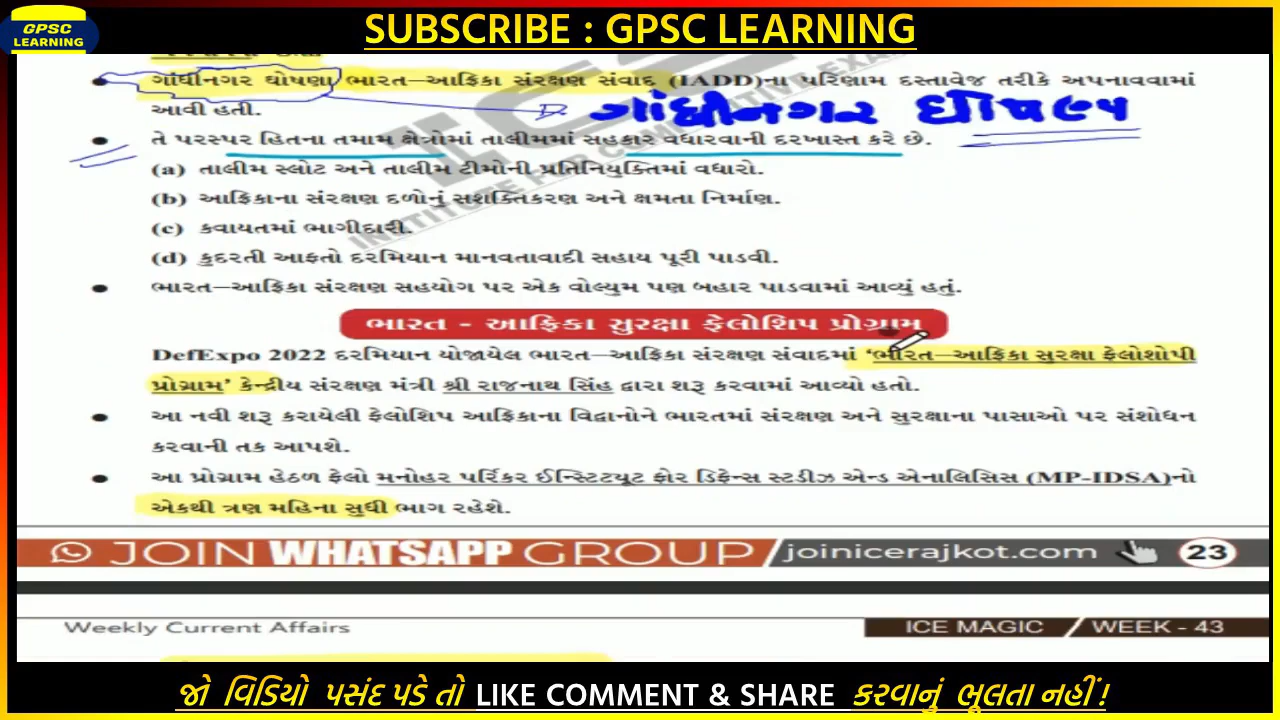 GPSC
LEARNING
SUBSCRIBE : GPSC LEARNING
ગાંધીનગર ઘોષણા ભારત–આફ્રિકા સંરક્ષણ સંવાદ (IADD)ના પરિણામ દસ્તાવેજ તરીકે અપનાવવામાં
આવી હતી.
ગાંધીનગર ઘોષણા
તે પરસ્પર હિતના તમામ ક્ષેત્રોમાં તાલીમમાં સહકાર વધારવાની દરખાસ્ત કરે છે.
(a) તાલીમ સ્લોટ અને તાલીમ ટીમોની પ્રતિનિયુક્તિમાં વધારો.
(b) આફ્રિકાના સંરક્ષણ દળોનું સશક્તિકરણ અને ક્ષમતા નિર્માણ.
(c) કવાયતમાં ભાગીદારી.
(d) કુદરતી આફતો દરમિયાન માનવતાવાદી સહાય પૂરી પાડવી.
ભારત–આફ્રિકા સંરક્ષણ સહયોગ પર એક વોલ્યુમ પણ બહાર પાડવામાં આવ્યું હતું.
ભારત - આફ્રિકા સુરક્ષા ફેલોશિપ પ્રોગ્રામ
DefExpo 2022 દરમિયાન યોજાયેલ ભારત–આફ્રિકા સંરક્ષણ સંવાદમાં ‘ભારત–આફ્રિકા સુરક્ષા ફેલોશોપી
પ્રોગ્રામ’ કેન્દ્રીય સંરક્ષણ મંત્રી શ્રી રાજનાથ સિંહ દ્વારા શરૂ કરવામાં આવ્યો હતો.
આ નવી શરૂ કરાયેલી ફેલોશિપ આફ્રિકાના વિદ્વાનોને ભારતમાં સંરક્ષણ અને સુરક્ષાના પાસાઓ પર સંશોધન
કરવાની તક આપશે.
આ પ્રોગ્રામ હેઠળ ફેલો મનોહર પર્રિકર ઈન્સ્ટિટયૂટ ફોર ડિફેન્સ સ્ટડીઝ એન્ડ એનાલિસિસ (MP-IDSA)નો
એકથી ત્રણ મહિના સુધી ભાગ રહેશે.
JOIN WHATSAPP GROUP joinicerajkot.com 23
Weekly Current Affairs ICE MAGIC WEEK - 43
જો વિડિયો પસંદ પડે તો LIKE COMMENT & SHARE કરવાનું ભૂલતા નહીં!